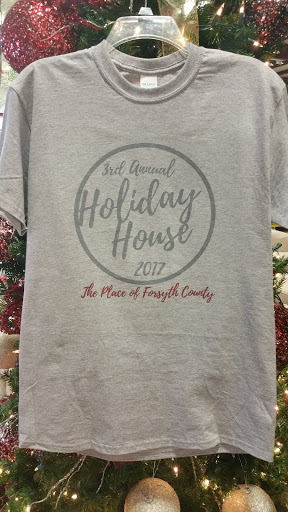 3rd Annual
Holiday
House
2017
The Place of Forsyth County